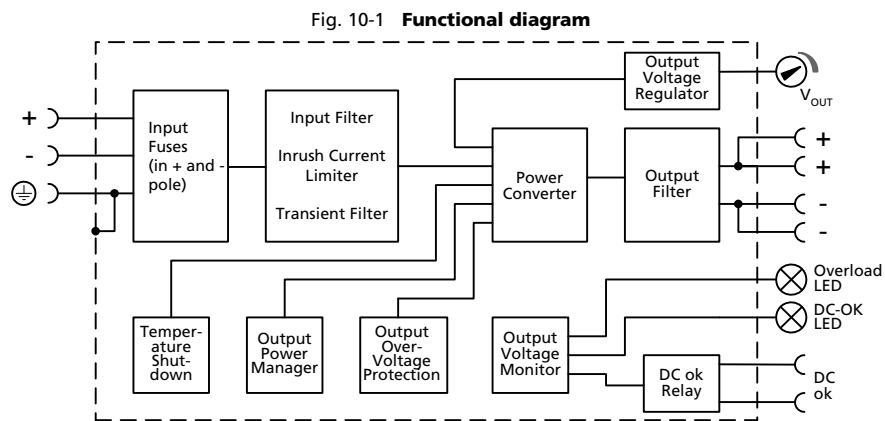 Fig. 10-1 Functional diagram
Output
Voltage
Regulator
V OUT
+
-
Input
Fuses
(in + and -
pole)
Input Filter
Inrush Current
Limiter
Transient Filter
Power
Converter
Output
Filter
+
+
-
-
Temper-
ature
Shut-
down
Output
Power
Manager
Output
Over-
Voltage
Protection
Output
Voltage
Monitor
DC ok
Relay
Overload
LED
DC-OK
LED
DC
ok